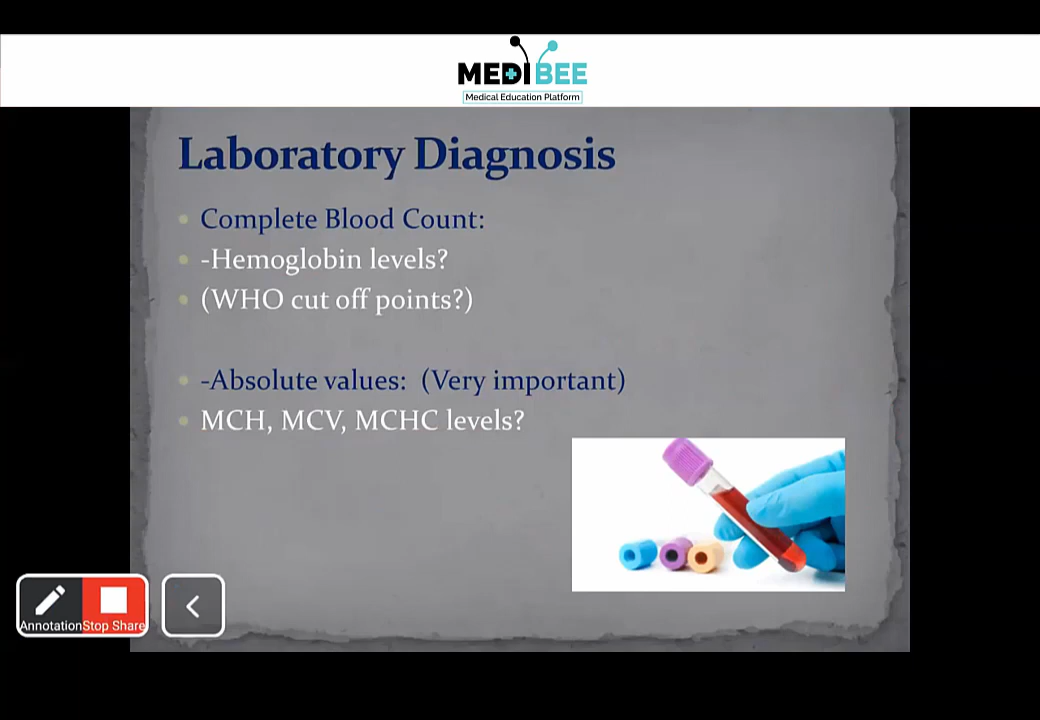 MEDIBEE
Medical Education Platform
Laboratory Diagnosis
Complete Blood Count:
-Hemoglobin levels?
(WHO cut off points?)
-Absolute values: (Very important)
MCH, MCV, MCHC levels?
Annotation Stop Share